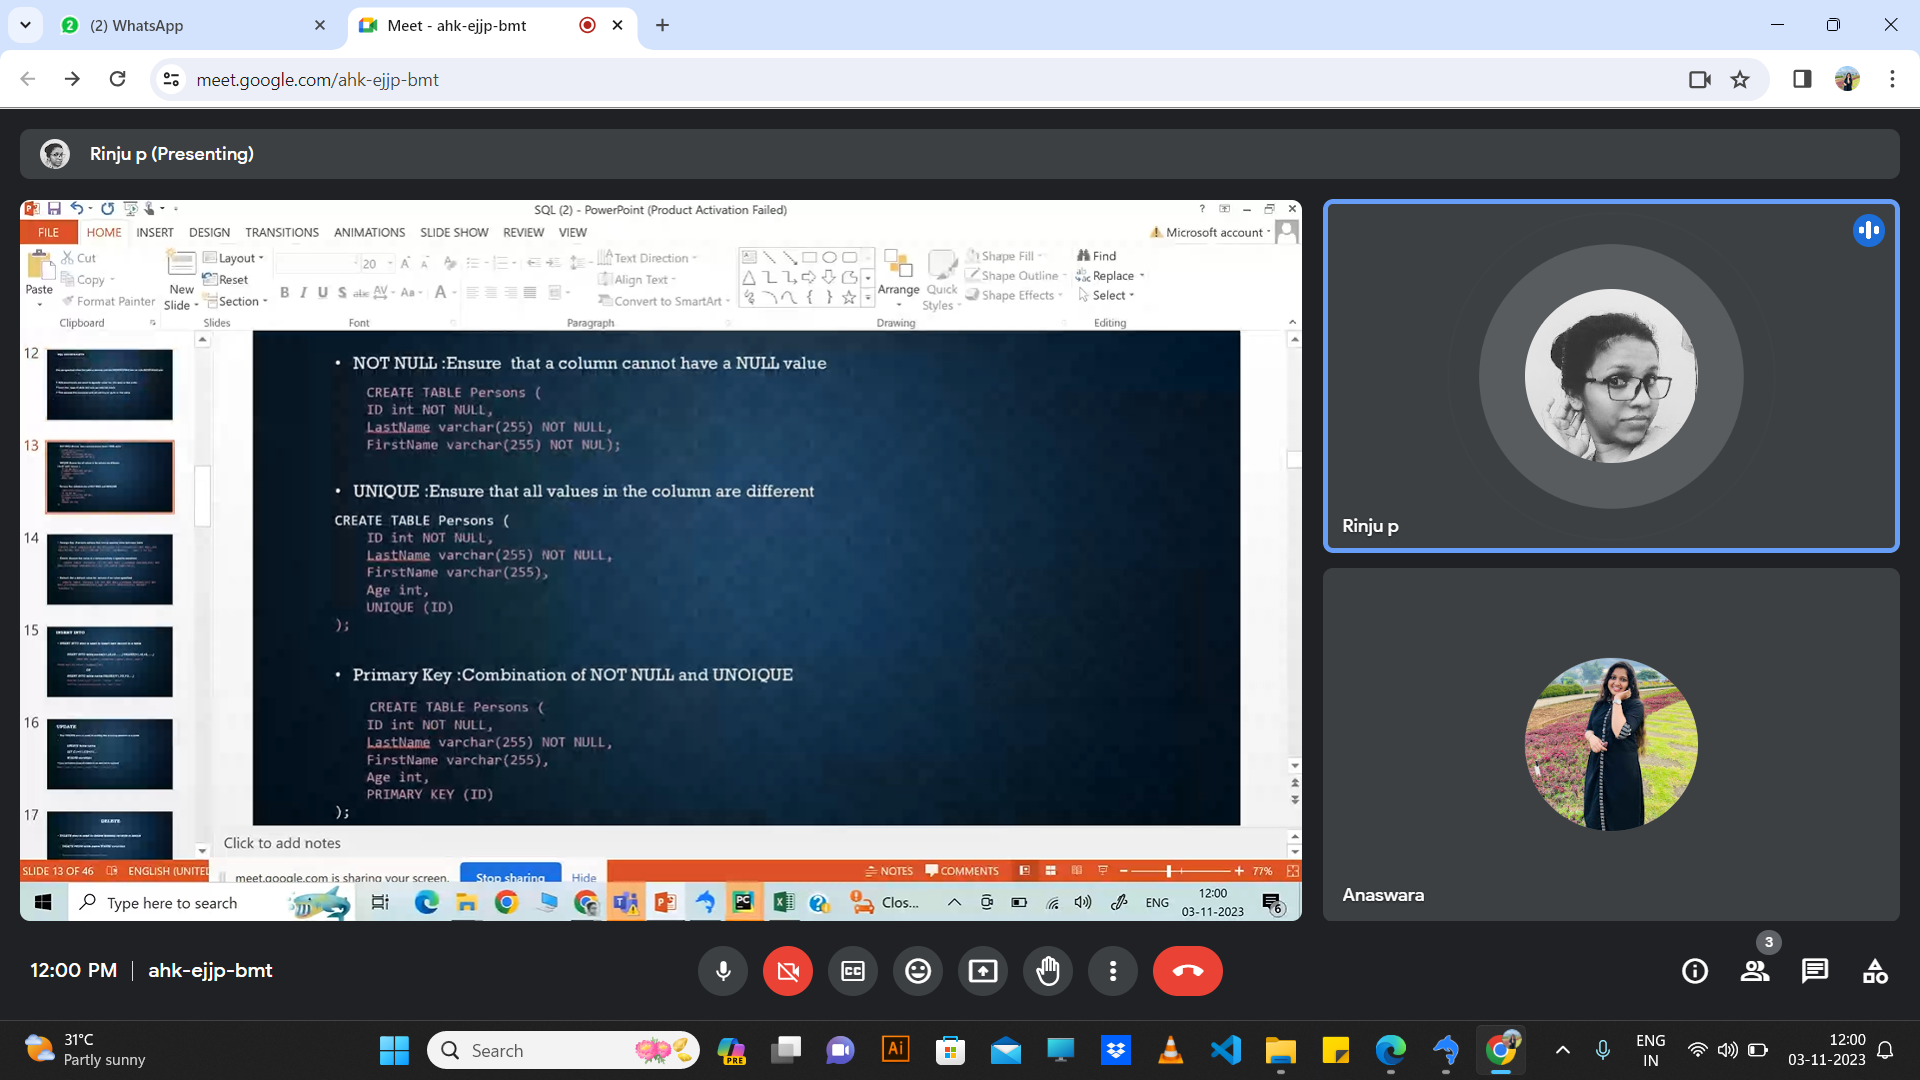 (2) WhatsApp
Meet - ahk-ejjp-bmt
meet.google.com/ahk-ejjp-bmt
Rinju p (Presenting)
SQL (2) - PowerPoint (Product Activation Failed)
FILE HOME INSERT DESIGN TRANSITIONS ANIMATIONS SLIDE SHOW REVIEW VIEW
Microsoft account
Paste
Cut
Copy
Format Painter
Clipboard
New
Slide
Layout
Reset
Section
Slides
20
Font
Text Direction
Align Text
Convert to SmartArt
Paragraph
Arrange
Quick
Styles
Shape Fill
Shape Outline
Shape Effects
Drawing
Find
Replace
Select
Editing
12
13
14
15
INSERT INTO
16
UPDATE
17
DELETE
• NOT NULL :Ensure that a column cannot have a NULL value
CREATE TABLE Persons (
ID int NOT NULL,
LastName varchar(255) NOT NULL,
FirstName varchar(255) NOT NUL);
• UNIQUE :Ensure that all values in the column are different
CREATE TABLE Persons (
ID int NOT NULL,
LastName varchar(255) NOT NULL,
FirstName varchar(255),
Age int,
UNIQUE (ID)
);
• Primary Key :Combination of NOT NULL and UNOIQUE
CREATE TABLE Persons (
ID int NOT NULL,
LastName varchar(255) NOT NULL,
FirstName varchar(255),
Age int,
PRIMARY KEY (ID)
);
Click to add notes
SLIDE 13 OF 46 ENGLISH (UNITED
meet.google.com is sharing your screen. Stop sharing Hide
NOTES COMMENTS 77%
Type here to search
Clos...
ENG
12:00
03-11-2023
6
Rinju p
Anaswara
12:00 PM | ahk-ejjp-bmt
3
31°C
Partly sunny
Search
PRE
Ai
ENG
IN
12:00
03-11-2023